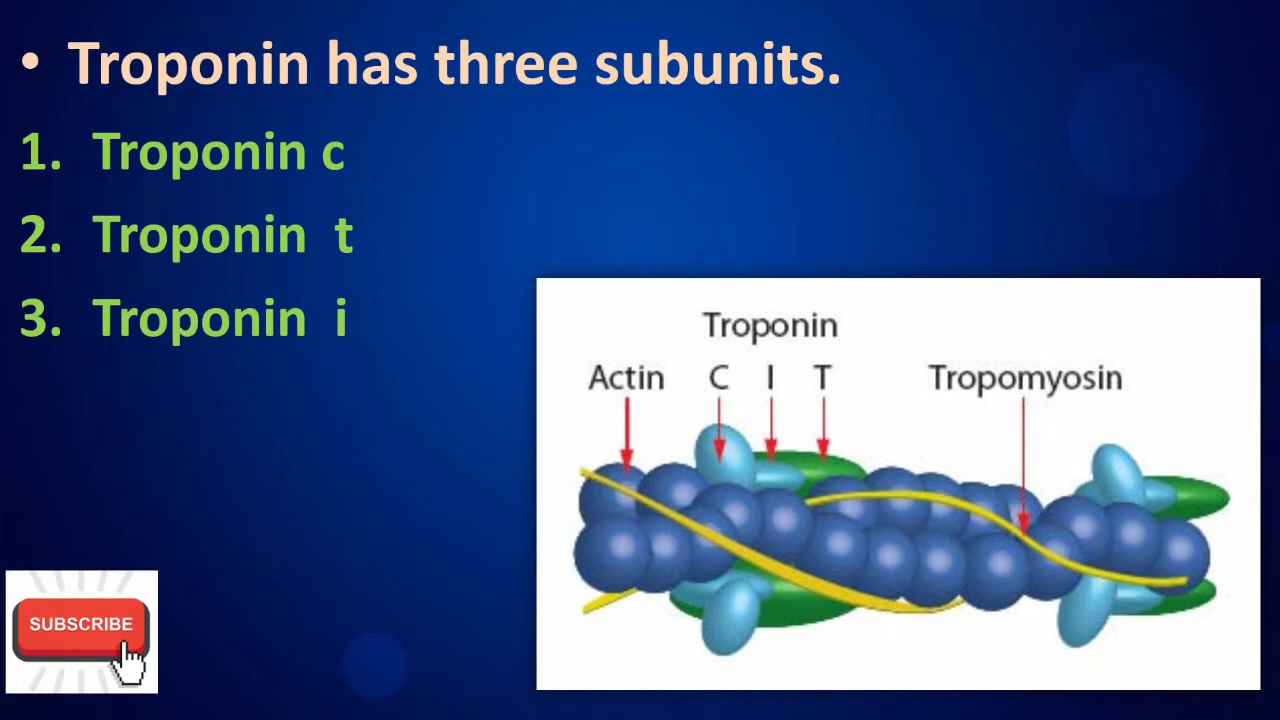 • Troponin has three subunits.
1. Troponin c
2. Troponin t
3. Troponin i
Troponin
Actin C I T Tropomyosin
SUBSCRIBE